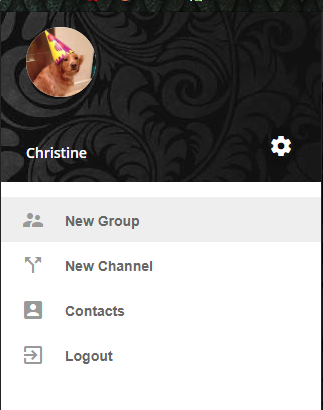 Christine
New Group
New Channel
Contacts
Logout